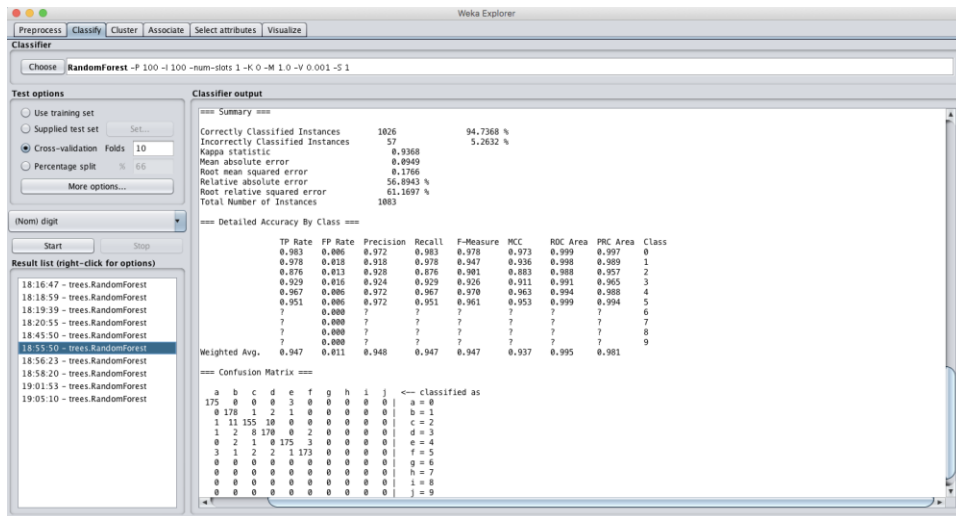 Weka Explorer
Preprocess Classify Cluster Associate Select attributes Visualize
Classifier
Choose RandomForest -P 100 -I 100 -num-slots 1 -K 0 -M 1.0 -V 0.001 -S 1
Test options
Use training set
Supplied test set Set...
Cross-validation Folds 10
Percentage split % 66
More options...
(Nom) digit
Start Stop
Result list (right-click for options)
18:16:47 - trees.RandomForest
18:18:59 - trees.RandomForest
18:19:39 - trees.RandomForest
18:20:55 - trees.RandomForest
18:45:50 - trees.RandomForest
18:55:50 - trees.RandomForest
18:56:23 - trees.RandomForest
18:58:20 - trees.RandomForest
19:01:53 - trees.RandomForest
19:05:10 - trees.RandomForest
Classifier output
=== Summary ===
Correctly Classified Instances 1026 94.7368 %
Incorrectly Classified Instances 57 5.2632 %
Kappa statistic 0.9368
Mean absolute error 0.0949
Root mean squared error 0.1766
Relative absolute error 56.8943 %
Root relative squared error 61.1697 %
Total Number of Instances 1083
=== Detailed Accuracy By Class ===
TP Rate FP Rate Precision Recall F-Measure MCC ROC Area PRC Area Class
0.983 0.006 0.972 0.983 0.978 0.973 0.999 0.997 0
0.978 0.018 0.918 0.978 0.947 0.936 0.998 0.989 1
0.876 0.013 0.928 0.876 0.901 0.883 0.988 0.957 2
0.929 0.016 0.924 0.929 0.926 0.911 0.991 0.965 3
0.967 0.006 0.972 0.967 0.970 0.963 0.994 0.988 4
0.951 0.006 0.972 0.951 0.961 0.953 0.999 0.994 5
? 0.000 ? ? ? ? ? ? 6
? 0.000 ? ? ? ? ? ? 7
? 0.000 ? ? ? ? ? ? 8
? 0.000 ? ? ? ? ? ? 9
Weighted Avg. 0.947 0.011 0.948 0.947 0.947 0.937 0.995 0.981
=== Confusion Matrix ===
a b c d e f g h i j <-- classified as
175 0 0 0 3 0 0 0 0 0 | a = 0
0 178 1 2 1 0 0 0 0 0 | b = 1
1 11 155 10 0 0 0 0 0 0 | c = 2
1 2 8 170 0 2 0 0 0 0 | d = 3
0 2 1 0 175 3 0 0 0 0 | e = 4
3 1 2 2 1 173 0 0 0 0 | f = 5
0 0 0 0 0 0 0 0 0 0 | g = 6
0 0 0 0 0 0 0 0 0 0 | h = 7
0 0 0 0 0 0 0 0 0 0 | i = 8
0 0 0 0 0 0 0 0 0 0 | j = 9